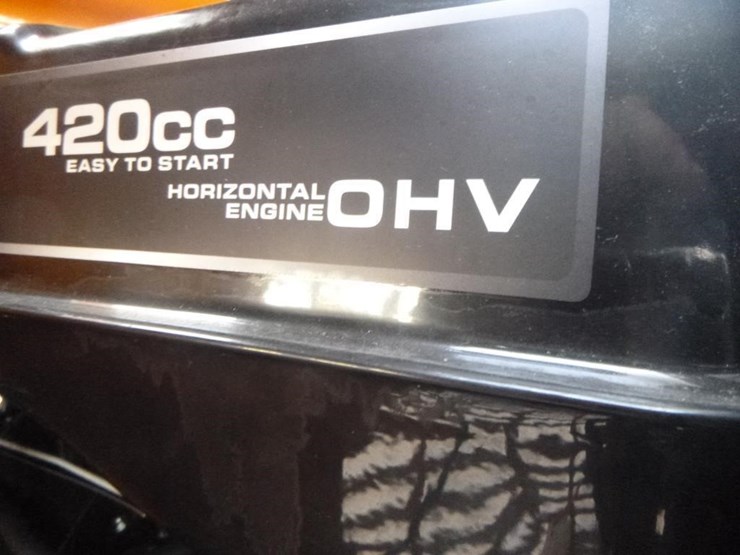 420cc
EASY TO START
HORIZONTAL
ENGINE OHV